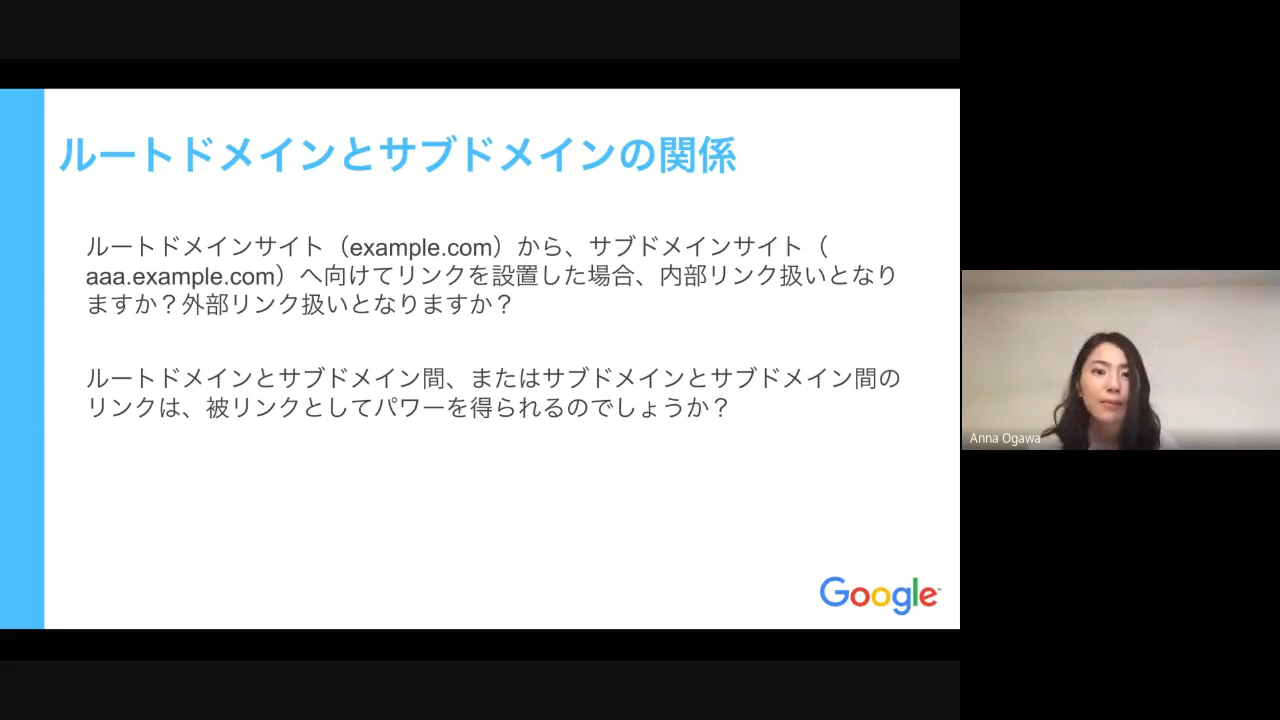 ルートドメインとサブドメインの関係
ルートドメインサイト（example.com）から、サブドメインサイト（
aaa.example.com）へ向けてリンクを設置した場合、内部リンク扱いとなり
ますか？外部リンク扱いとなりますか？
ルートドメインとサブドメイン間、またはサブドメインとサブドメイン間の
リンクは、被リンクとしてパワーを得られるのでしょうか？
Google™
Anna Ogawa